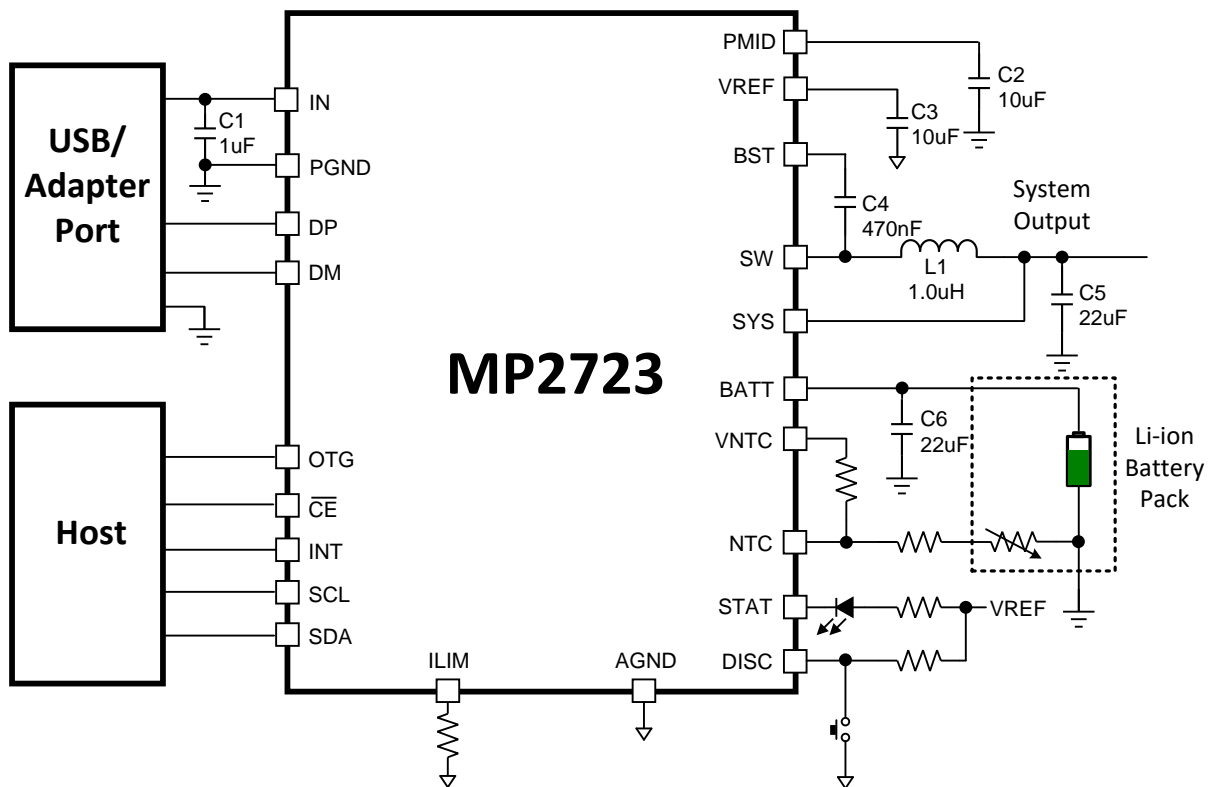 USB/
Adapter
Port
C1
1uF
IN
PGND
DP
DM
Host
OTG
CE
INT
SCL
SDA
MP2723
ILIM
AGND
PMID
VREF
BST
SW
SYS
BATT
VNTC
NTC
STAT
DISC
C2
10uF
C3
10uF
C4
470nF
L1
1.0uH
System
Output
C5
22uF
C6
22uF
Li-ion
Battery
Pack
VREF